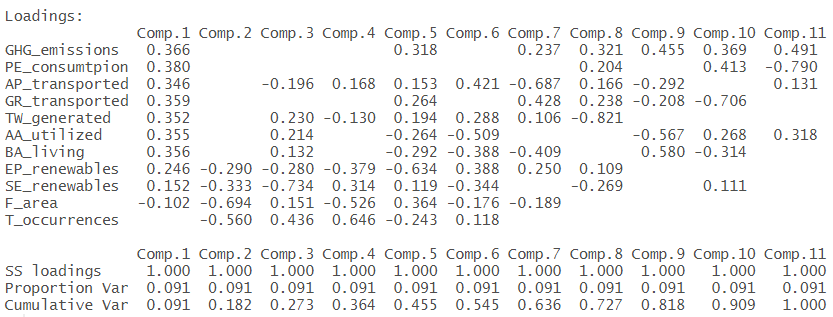 Loadings:
               Comp.1 Comp.2 Comp.3 Comp.4 Comp.5 Comp.6 Comp.7 Comp.8 Comp.9 Comp.10 Comp.11
GHG_emissions   0.366                       0.318         0.237  0.321  0.455  0.369   0.491
PE_consumtpion  0.380                                            0.204         0.413  -0.790
AP_transported  0.346        -0.196  0.168  0.153  0.421 -0.687  0.166 -0.292          0.131
GR_transported  0.359                       0.264         0.428  0.238 -0.208 -0.706
TW_generated    0.352         0.230 -0.130  0.194  0.288  0.106 -0.821
AA_utilized     0.355         0.214        -0.264 -0.509               -0.567  0.268   0.318
BA_living       0.356         0.132        -0.292 -0.388 -0.409         0.580 -0.314
EP_renewables   0.246 -0.290 -0.280 -0.379 -0.634  0.388  0.250  0.109
SE_renewables   0.152 -0.333 -0.734  0.314  0.119 -0.344        -0.269         0.111
F_area         -0.102 -0.694  0.151 -0.526  0.364 -0.176 -0.189
T_occurrences         -0.560  0.436  0.646 -0.243  0.118
               Comp.1 Comp.2 Comp.3 Comp.4 Comp.5 Comp.6 Comp.7 Comp.8 Comp.9 Comp.10 Comp.11
SS loadings     1.000  1.000  1.000  1.000  1.000  1.000  1.000  1.000  1.000  1.000   1.000
Proportion Var  0.091  0.091  0.091  0.091  0.091  0.091  0.091  0.091  0.091  0.091   0.091
Cumulative Var  0.091  0.182  0.273  0.364  0.455  0.545  0.636  0.727  0.818  0.909   1.000